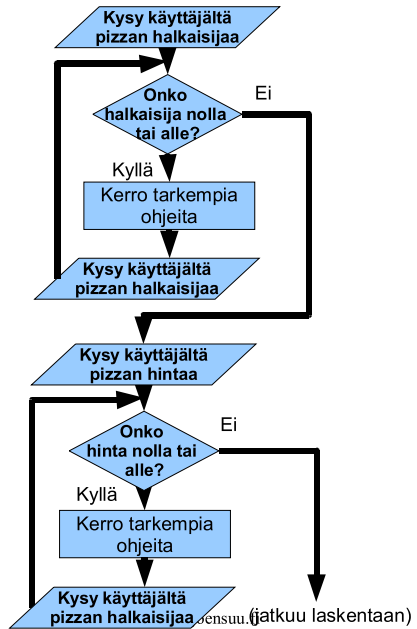 Kysy käyttäjältä
pizzan halkaisijaa
Onko
halkaisija nolla
tai alle?
Ei
Kyllä
Kerro tarkempia
ohjeita
Kysy käyttäjältä
pizzan halkaisijaa
Kysy käyttäjältä
pizzan hintaa
Onko
hinta nolla tai
alle?
Ei
Kyllä
Kerro tarkempia
ohjeita
Kysy käyttäjältä
pizzan halkaisijaa
(jatkuu laskentaan)